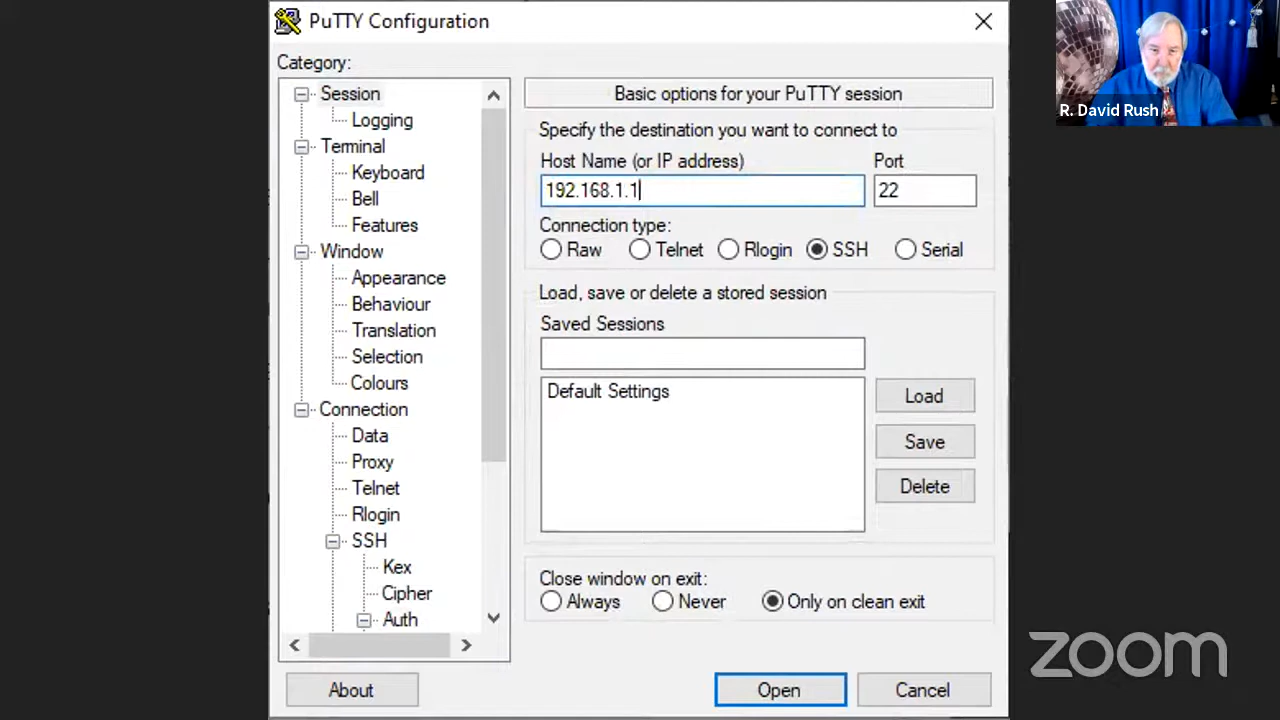 PuTTY Configuration
Category:
Session
Logging
Terminal
Keyboard
Bell
Features
Window
Appearance
Behaviour
Translation
Selection
Colours
Connection
Data
Proxy
Telnet
Rlogin
SSH
Kex
Cipher
Auth
Basic options for your PuTTY session
Specify the destination you want to connect to
Host Name (or IP address) Port
192.168.1.1 22
Connection type:
Raw Telnet Rlogin SSH Serial
Load, save or delete a stored session
Saved Sessions
Default Settings
Load
Save
Delete
Close window on exit:
Always Never Only on clean exit
About Open Cancel
R. David Rush
zoom